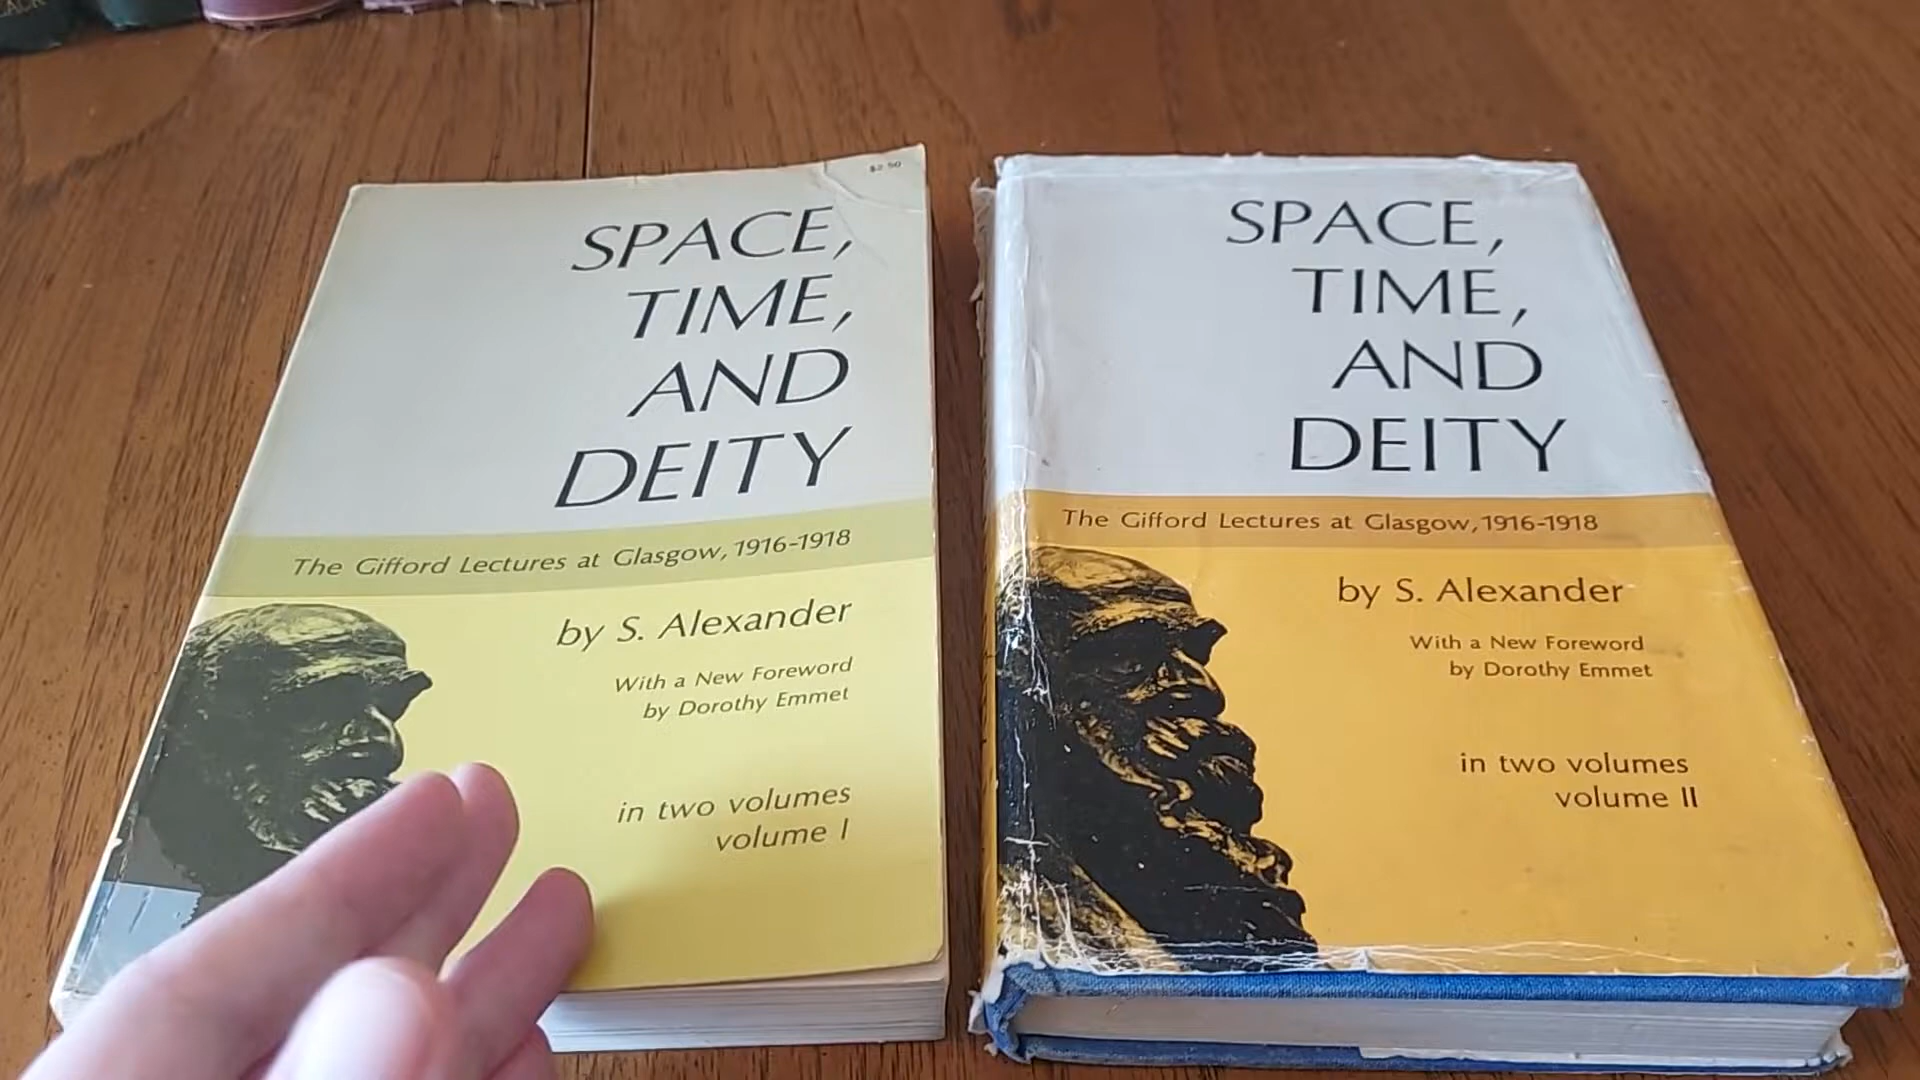 $2.50
SPACE,
TIME,
AND
DEITY
The Gifford Lectures at Glasgow, 1916-1918
by S. Alexander
With a New Foreword
by Dorothy Emmet
in two volumes
volume I
SPACE,
TIME,
AND
DEITY
The Gifford Lectures at Glasgow, 1916-1918
by S. Alexander
With a New Foreword
by Dorothy Emmet
in two volumes
volume II